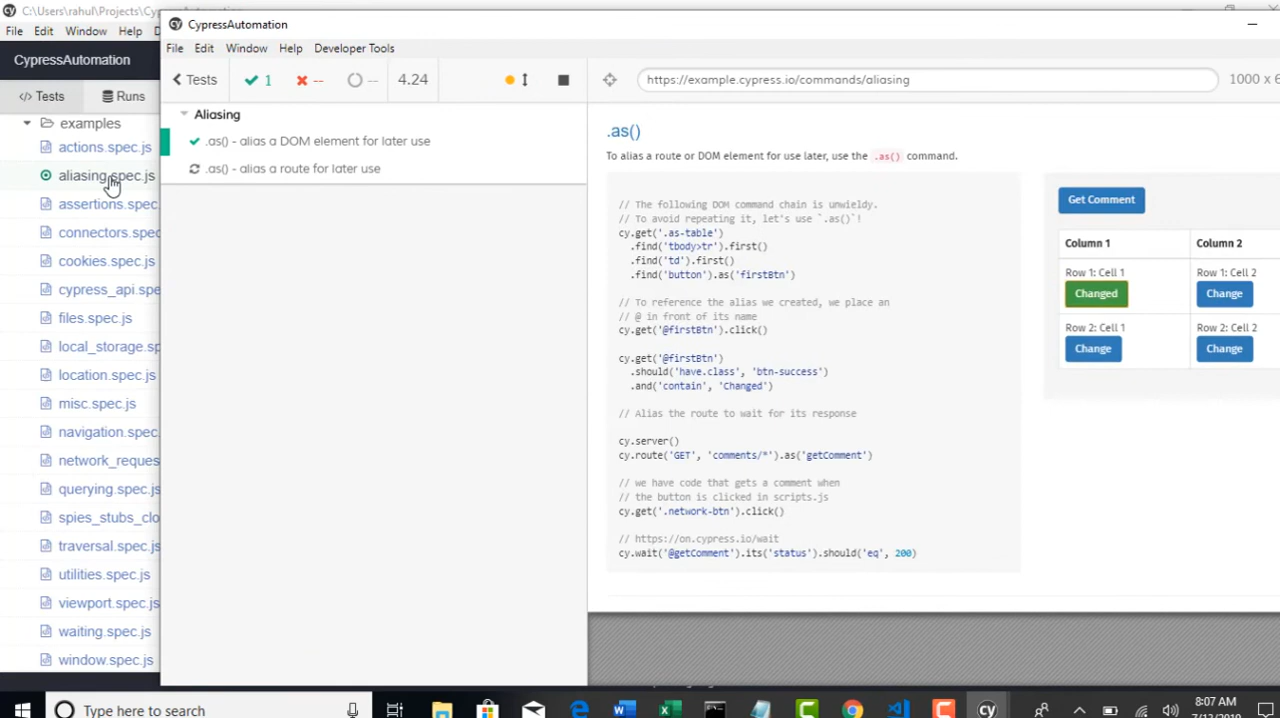 C:\Users\rahul\Projects\Cy
File Edit Window Help
CypressAutomation
Tests Runs
examples
actions.spec.js
aliasing.spec.js
assertions.spec.
connectors.spec
cookies.spec.js
cypress_api.spe
files.spec.js
local_storage.sp
location.spec.js
misc.spec.js
navigation.spec.
network_reques
querying.spec.js
spies_stubs_clo
traversal.spec.js
utilities.spec.js
viewport.spec.js
waiting.spec.js
window.spec.js
CypressAutomation
File Edit Window Help Developer Tools
Tests 1 -- -- 4.24
https://example.cypress.io/commands/aliasing
1000 x 6
Aliasing
.as() - alias a DOM element for later use
.as() - alias a route for later use
.as()
To alias a route or DOM element for use later, use the .as() command.
// The following DOM command chain is unwieldy.
// To avoid repeating it, let's use `.as()`!
cy.get('.as-table')
.find('tbody>tr').first()
.find('td').first()
.find('button').as('firstBtn')
// To reference the alias we created, we place an
// @ in front of its name
cy.get('@firstBtn').click()
cy.get('@firstBtn')
.should('have.class', 'btn-success')
.and('contain', 'Changed')
// Alias the route to wait for its response
cy.server()
cy.route('GET', 'comments/*').as('getComment')
// we have code that gets a comment when
// the button is clicked in scripts.js
cy.get('.network-btn').click()
// https://on.cypress.io/wait
cy.wait('@getComment').its('status').should('eq', 200)
Get Comment
Column 1 Column 2
Row 1: Cell 1 Row 1: Cell 2
Changed Change
Row 2: Cell 1 Row 2: Cell 2
Change Change
Type here to search
8:07 AM